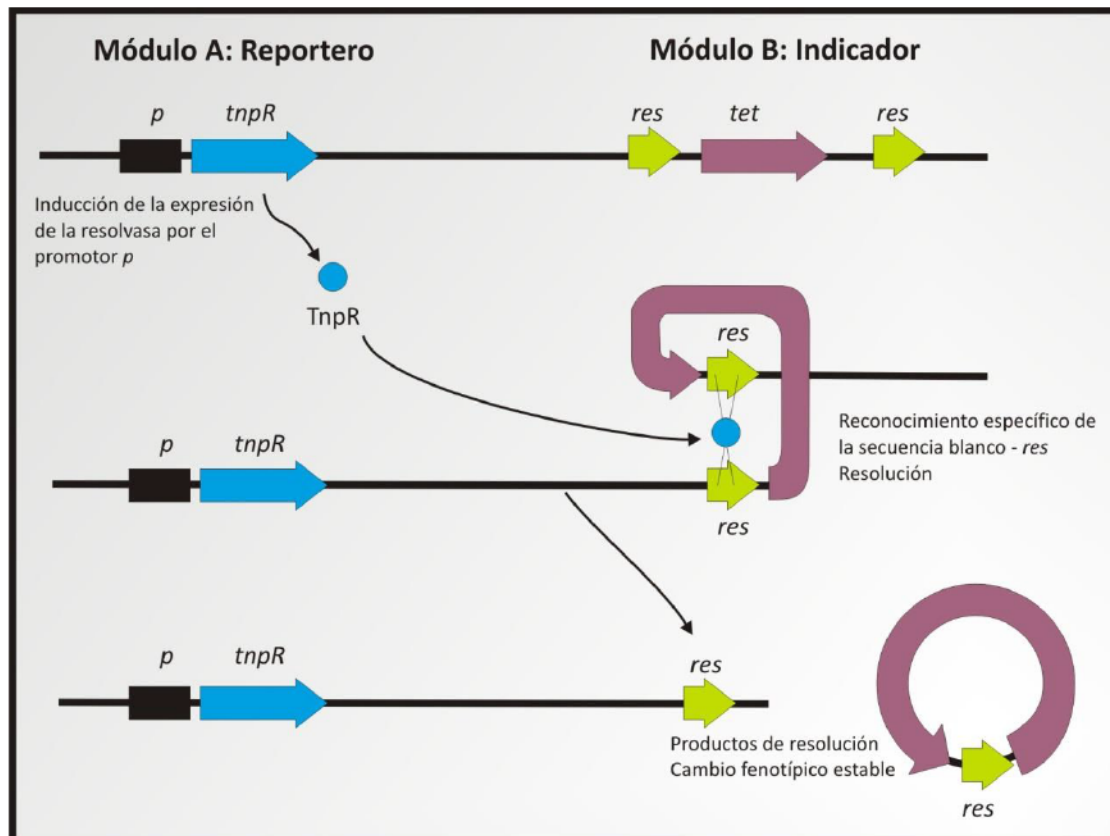 Módulo A: Reportero
Módulo B: Indicador
p
tnpR
res
tet
res
Inducción de la expresión
de la resolvasa por el
promotor p
TnpR
res
Reconocimiento específico de
la secuencia blanco - res
Resolución
p
tnpR
res
p
tnpR
res
Productos de resolución
Cambio fenotípico estable
res